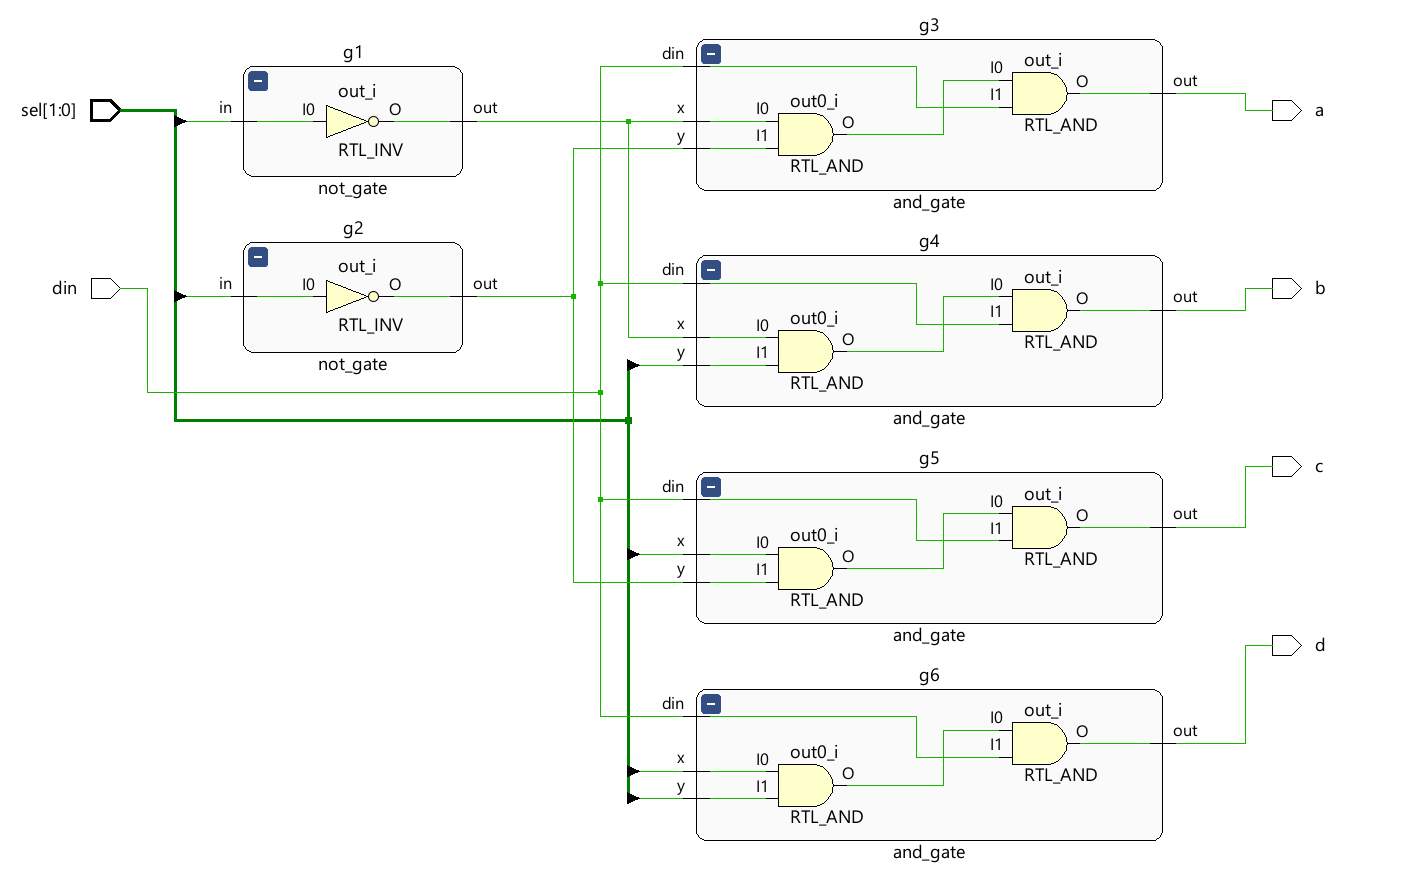 g1
in
I0
out_i
O
out
RTL_INV
not_gate
sel[1:0]
g2
in
I0
out_i
O
out
RTL_INV
not_gate
din
g3
din
x
y
I0
I1
out0_i
O
RTL_AND
I0
I1
out_i
O
RTL_AND
out
and_gate
a
g4
din
x
y
I0
I1
out0_i
O
RTL_AND
I0
I1
out_i
O
RTL_AND
out
and_gate
b
g5
din
x
y
I0
I1
out0_i
O
RTL_AND
I0
I1
out_i
O
RTL_AND
out
and_gate
c
g6
din
x
y
I0
I1
out0_i
O
RTL_AND
I0
I1
out_i
O
RTL_AND
out
and_gate
d